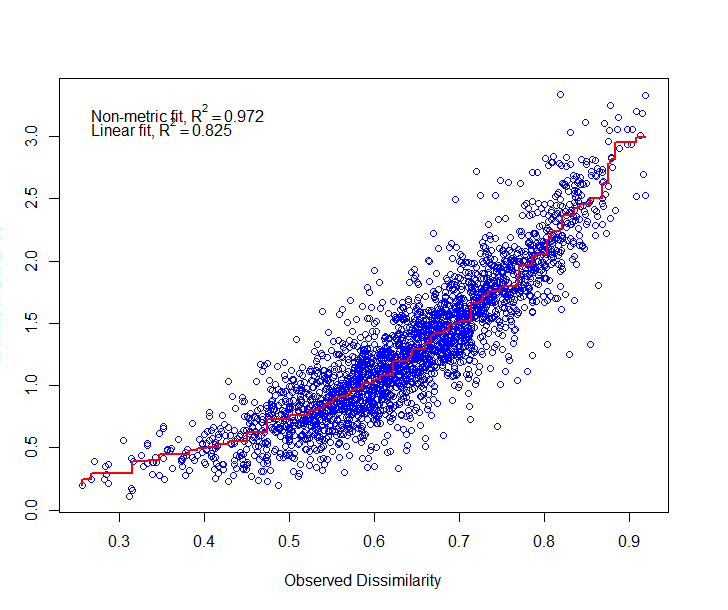 Non-metric fit, R² = 0.972
Linear fit, R² = 0.825
3.0
2.5
2.0
1.5
1.0
0.5
0.0
0.3 0.4 0.5 0.6 0.7 0.8 0.9
Observed Dissimilarity